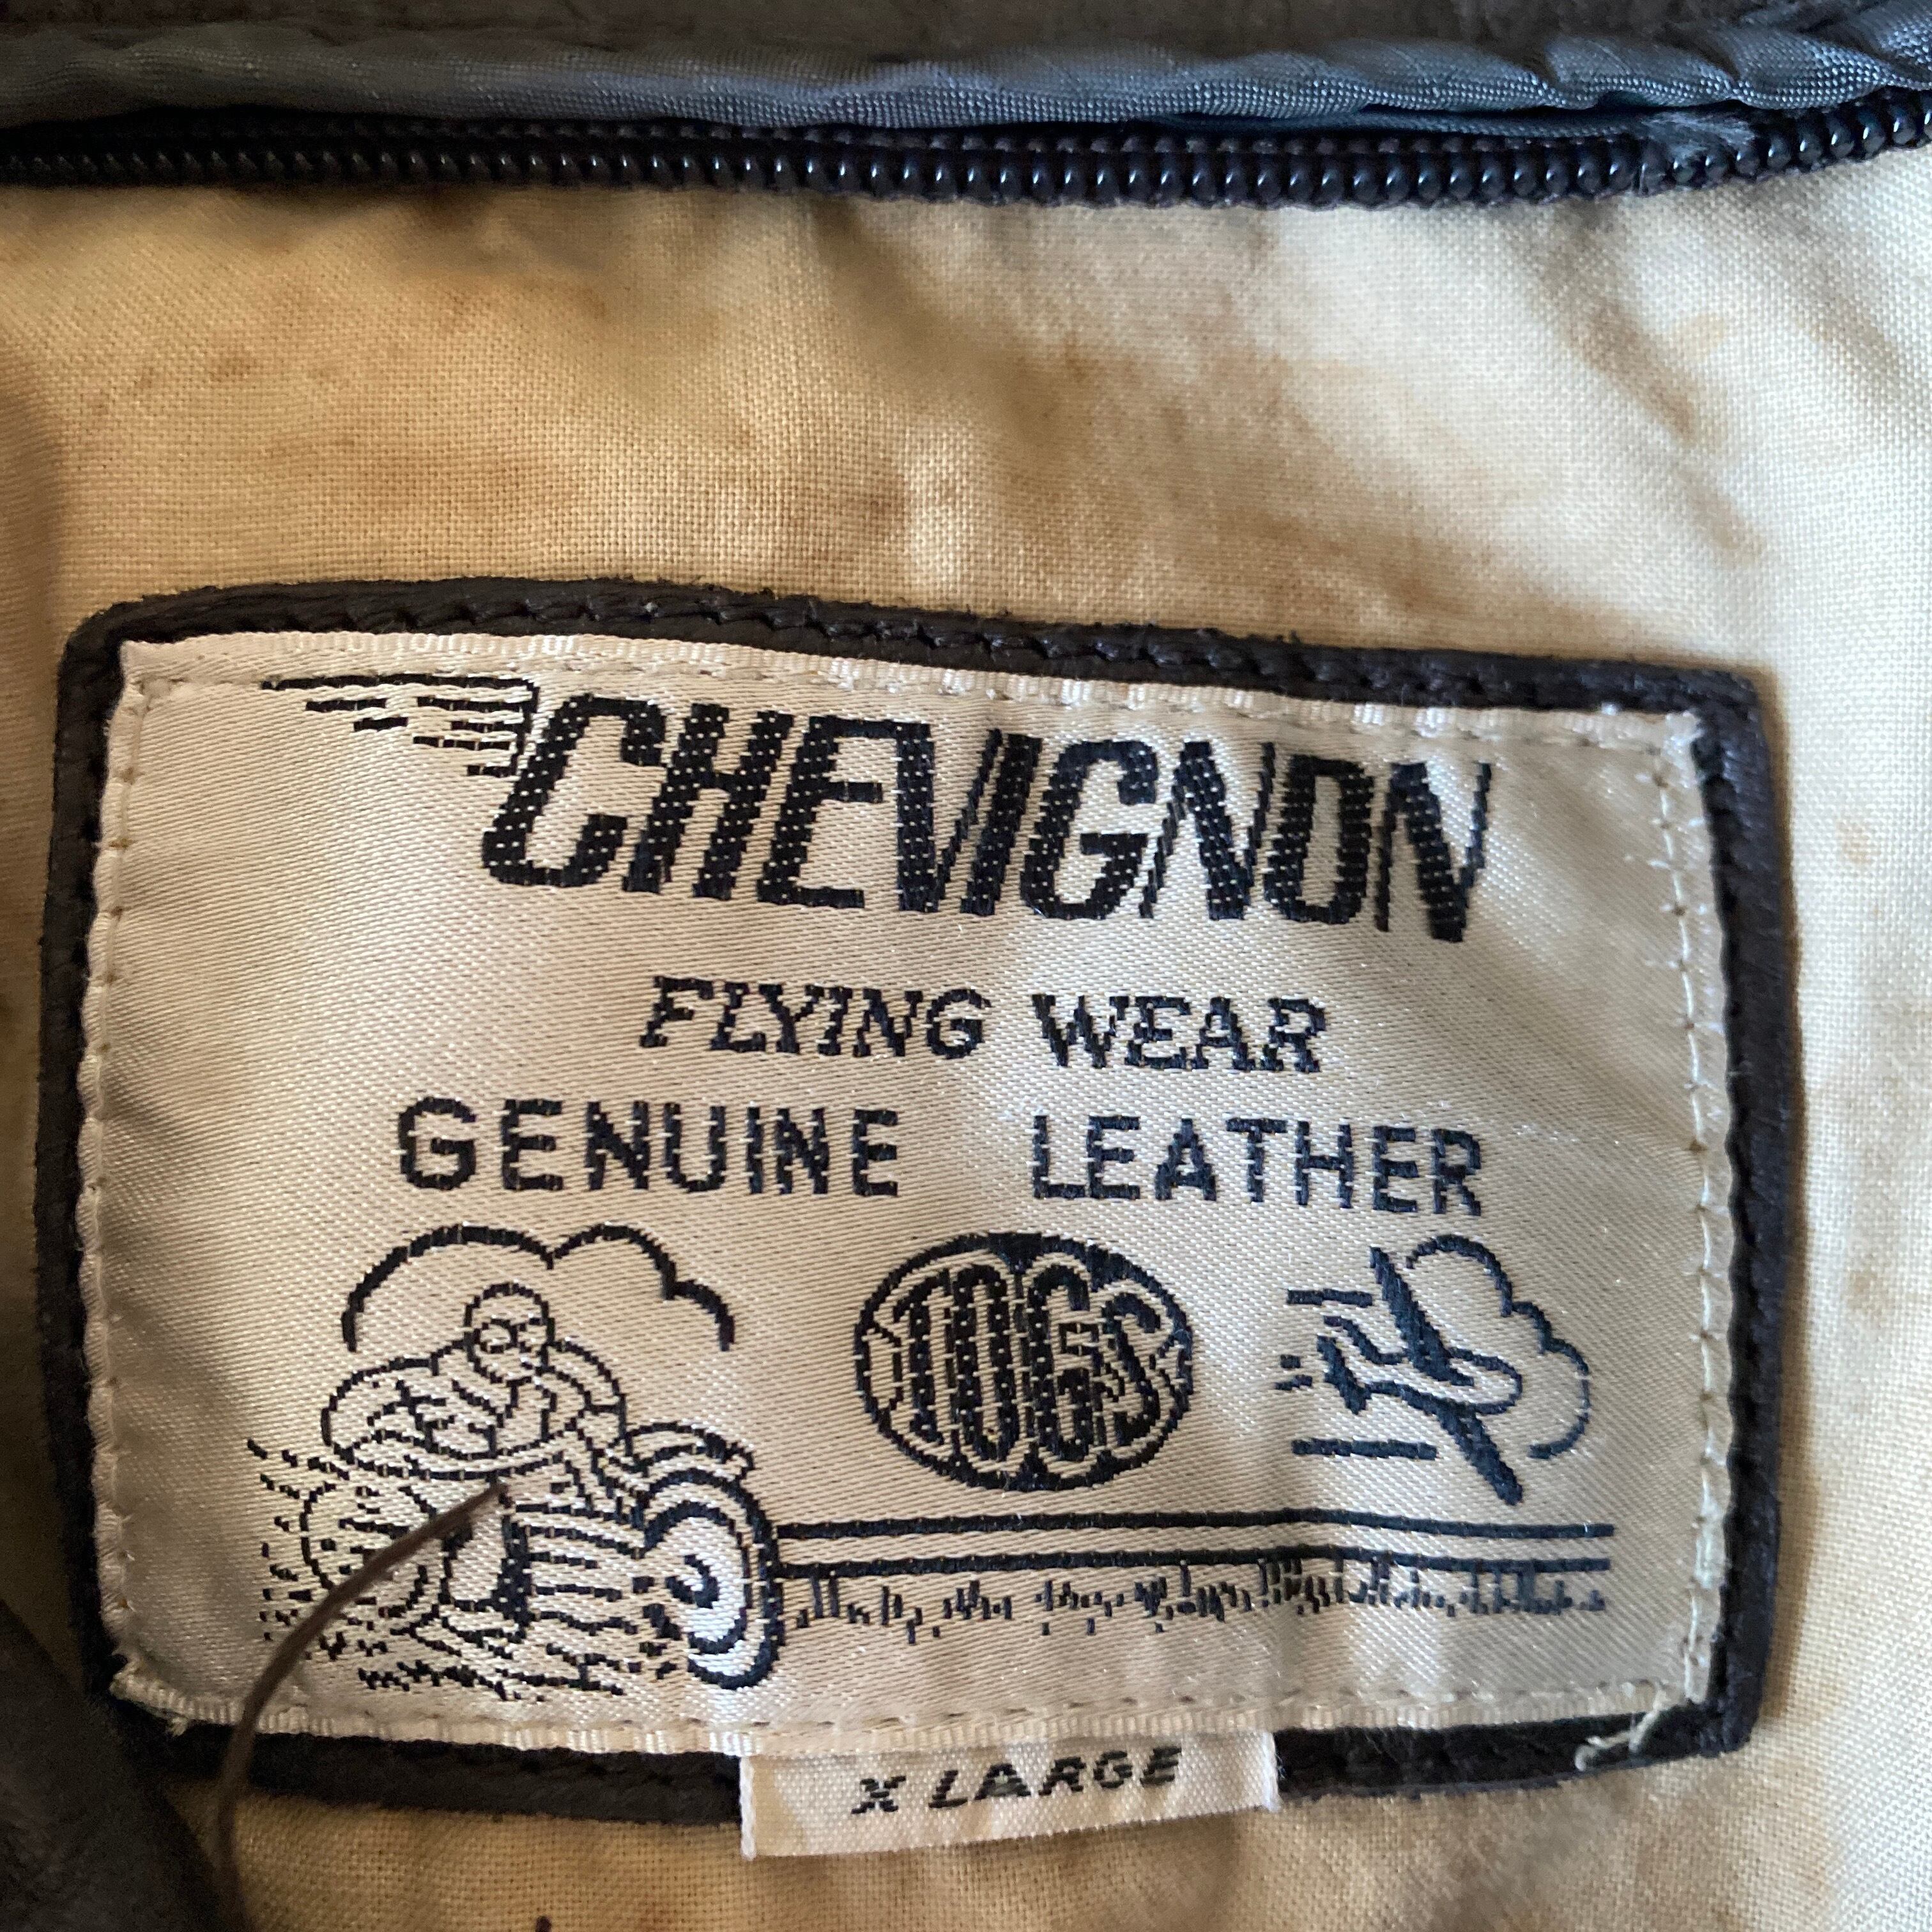 CHEVIGNON
FLYING WEAR
GENUINE LEATHER
TOGS
X LARGE